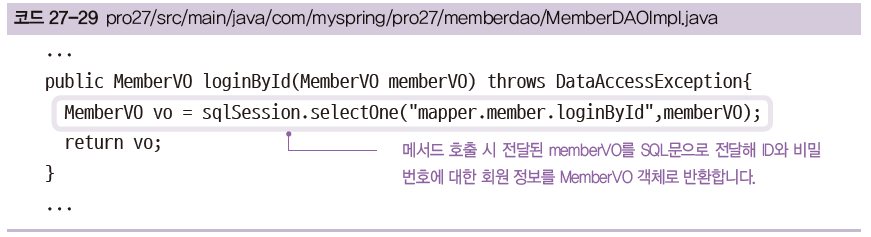 코드 27-29 pro27/src/main/java/com/myspring/pro27/memberdao/MemberDAOImpl.java
...
public MemberVO loginById(MemberVO memberVO) throws DataAccessException{
MemberVO vo = sqlSession.selectOne("mapper.member.loginById",memberVO);
return vo;
메서드 호출 시 전달된 memberVO를 SQL문으로 전달해 ID와 비밀
번호에 대한 회원 정보를 MemberVO 객체로 반환합니다.
}
...